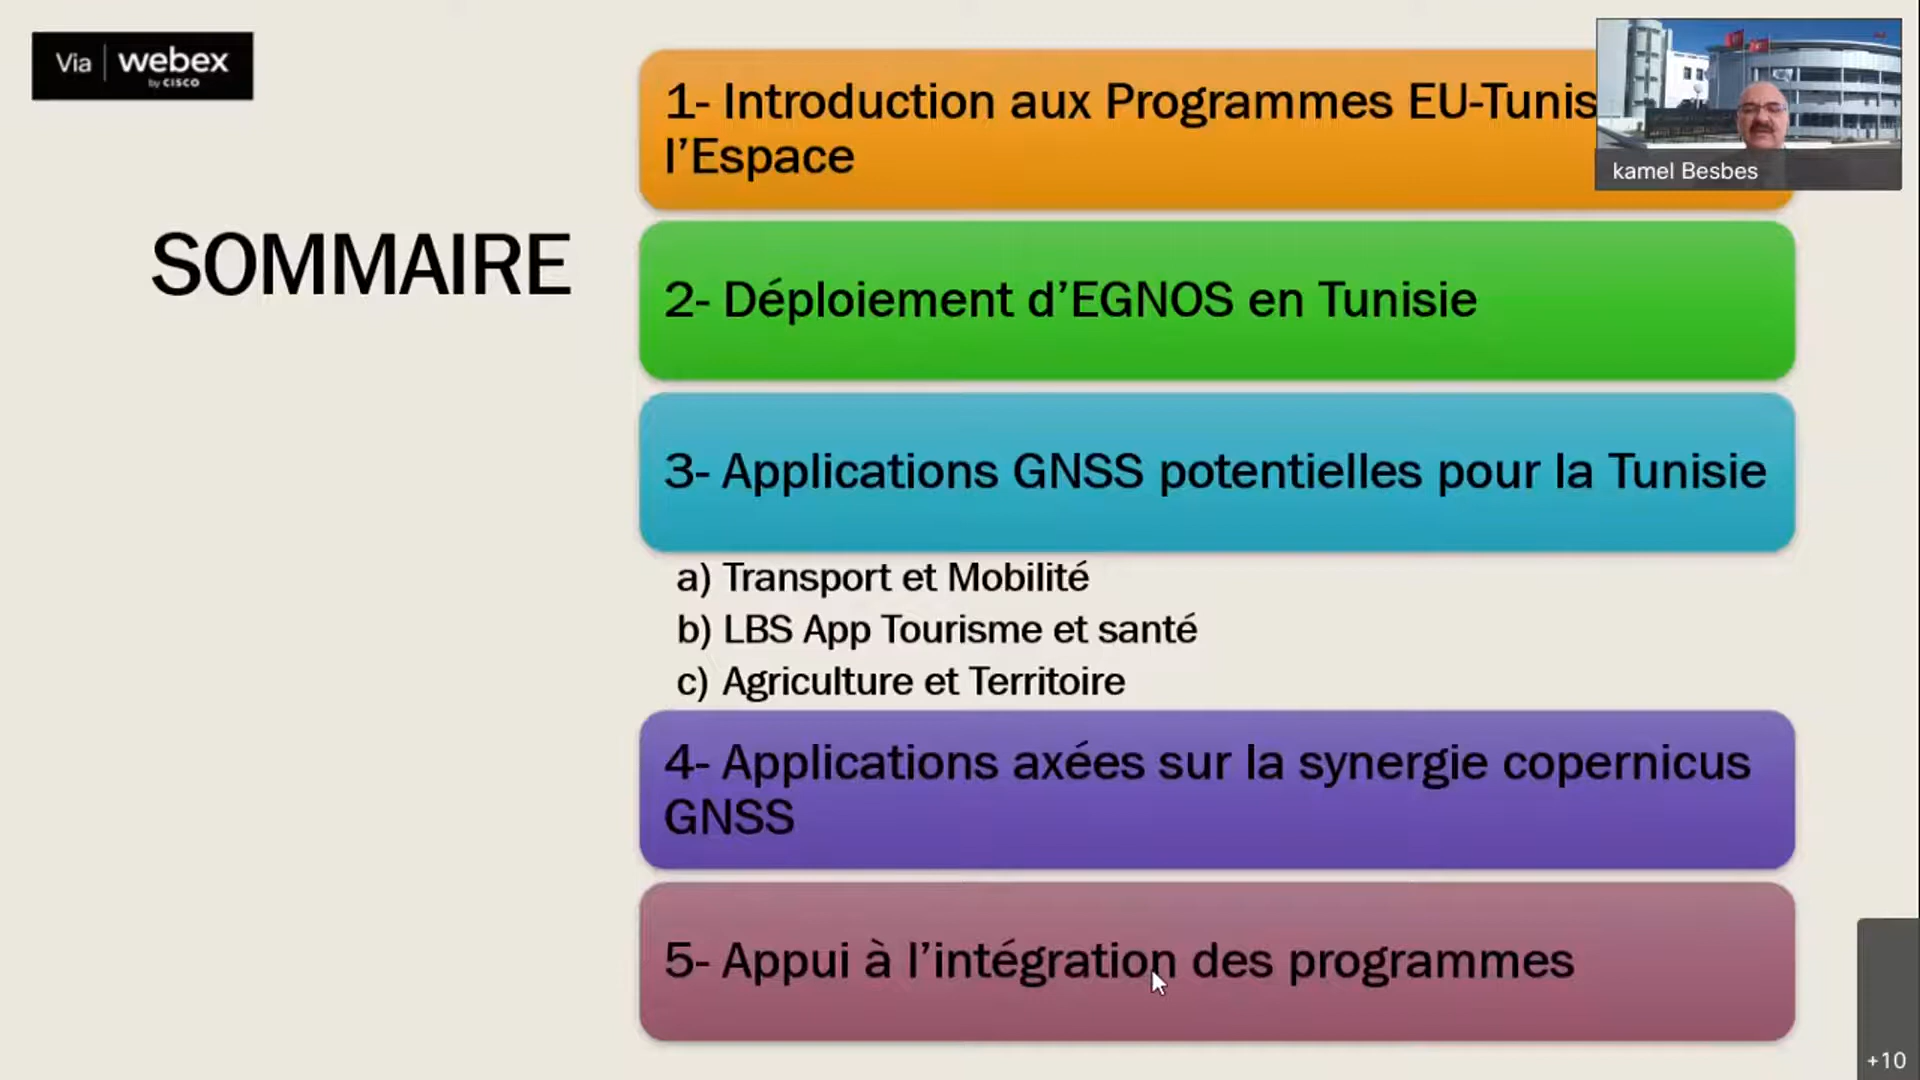 Via webex
by CISCO
SOMMAIRE
1- Introduction aux Programmes
l’Espace
kamel Besbes
2- Déploiement d’EGNOS en Tunisie
3- Applications GNSS potentielles pour la Tunisie
a) Transport et Mobilité
b) LBS App Tourisme et santé
c) Agriculture et Territoire
4- Applications axées sur la synergie copernicus
GNSS
5- Appui à l’intégration des programmes
+10